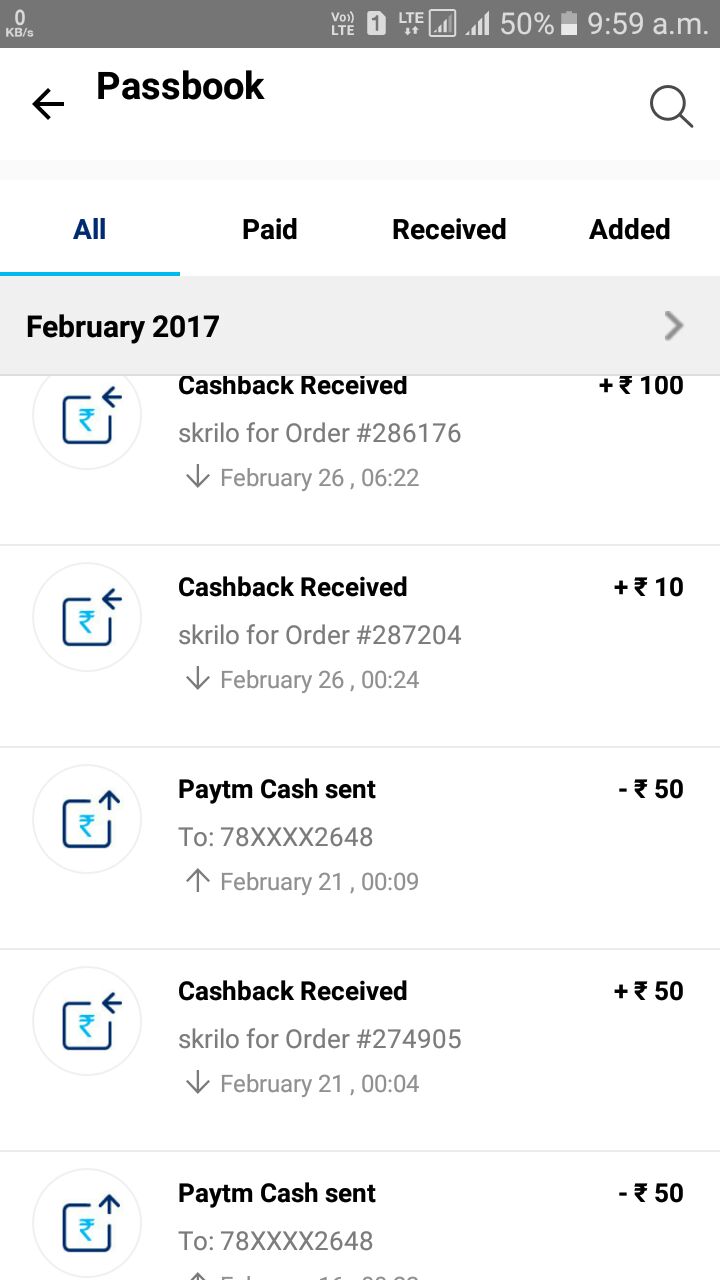 0
KB/s
Vo))
LTE
1
LTE
50%
9:59 a.m.
Passbook
All
Paid
Received
Added
February 2017
Cashback Received
+ ₹ 100
skrilo for Order #286176
February 26 , 06:22
Cashback Received
+ ₹ 10
skrilo for Order #287204
February 26 , 00:24
Paytm Cash sent
- ₹ 50
To: 78XXXX2648
February 21 , 00:09
Cashback Received
+ ₹ 50
skrilo for Order #274905
February 21 , 00:04
Paytm Cash sent
- ₹ 50
To: 78XXXX2648